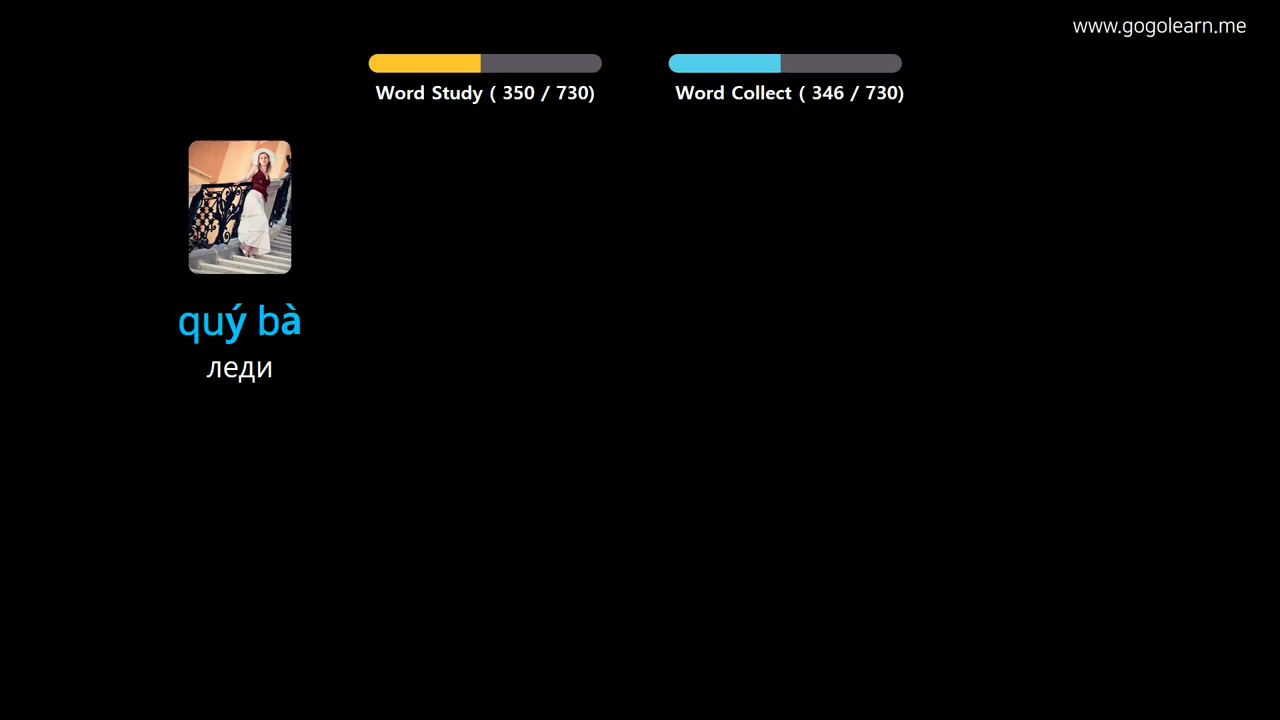 www.gogolearn.me
Word Study ( 350 / 730)
Word Collect ( 346 / 730)
quý bà
леди